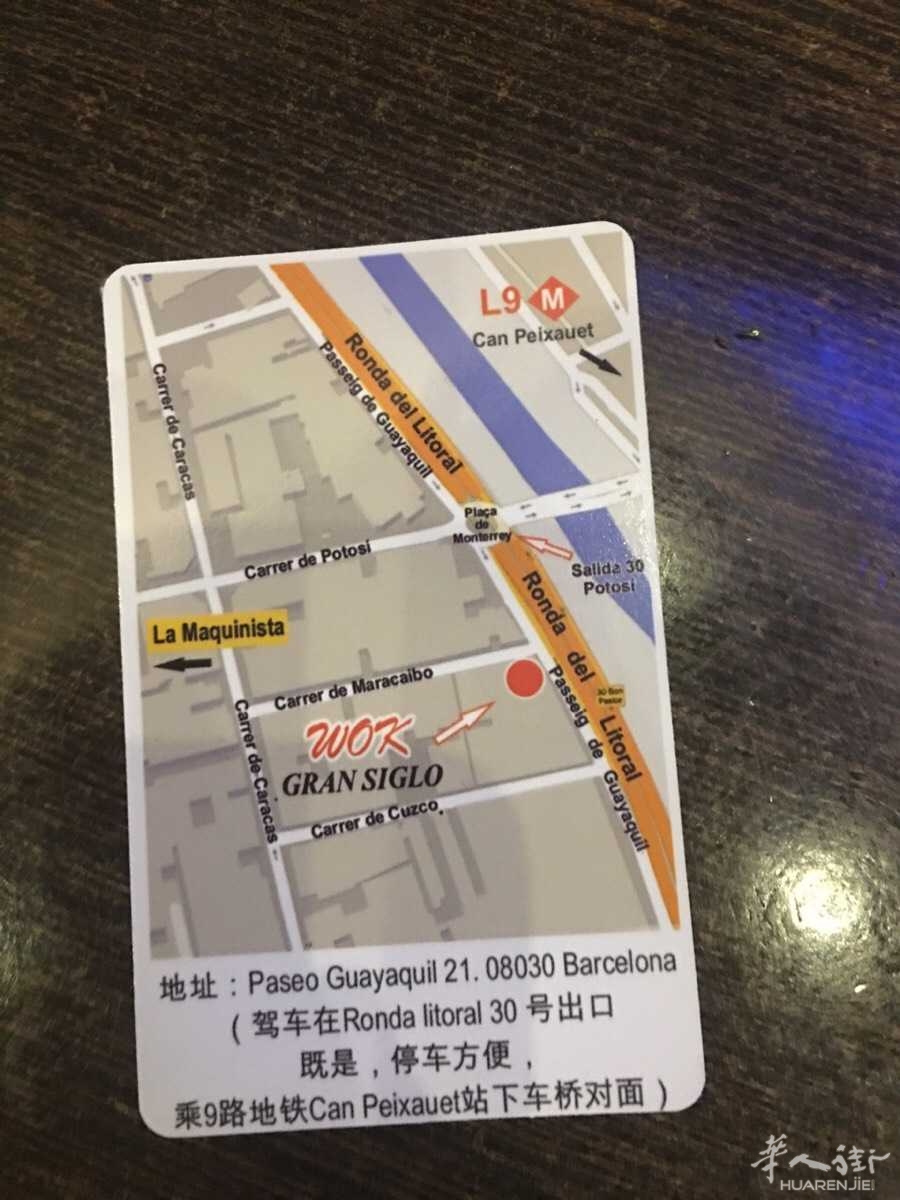 L9 M
Can Peixauet
Ronda del Litoral
Passeig de Guayaquil
Carrer de Caracas
Plaça
de
Monterrey
Carrer de Potosí
Salida 30
Potosí
La Maquinista
Ronda del Litoral
Carrer de Maracaibo
30 Bon
Pastor
Passeig de Guayaquil
Carrer de Caracas
WOK
GRAN SIGLO
Carrer de Cuzco
地址：Paseo Guayaquil 21. 08030 Barcelona
（驾车在Ronda litoral 30 号出口
既是，停车方便，
乘9路地铁Can Peixauet站下车桥对面）
华人街
HUARENJIE